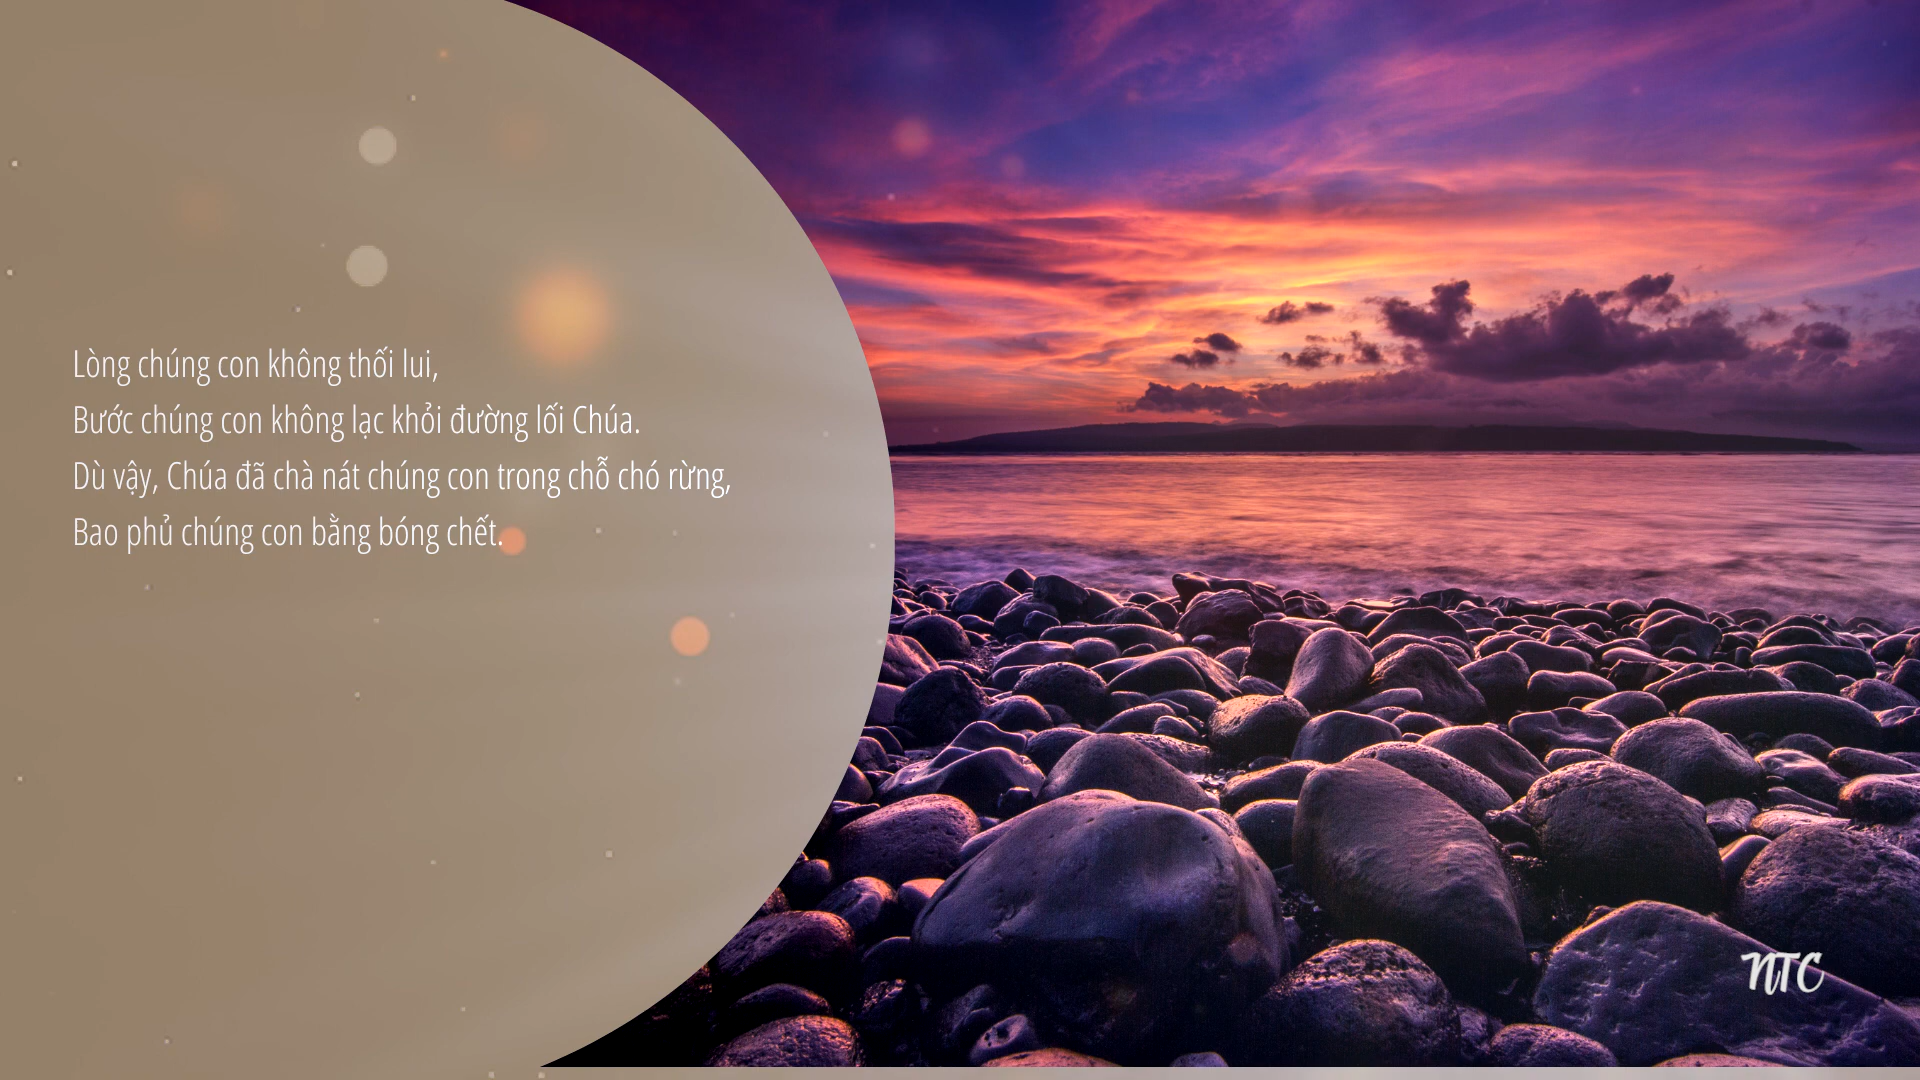 Lòng chúng con không thối lui,
Bước chúng con không lạc khỏi đường lối Chúa.
Dù vậy, Chúa đã chà nát chúng con trong chỗ chó rừng,
Bao phủ chúng con bằng bóng chết.
NTC